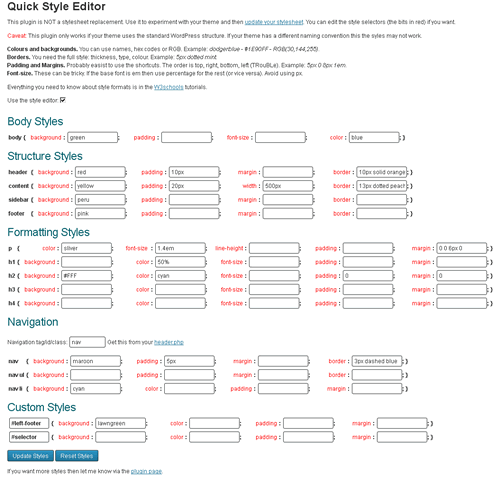 Quick Style Editor
This plugin is NOT a stylesheet replacement. Use it to experiment with your theme and then update your stylesheet. You can edit the style selectors (the bits in red) if you want.
Caveat: This plugin only works if your theme uses the standard WordPress structure. If your theme has a different naming convention this the syles may not work.
Colours and backgrounds. You can use names, hex codes or RGB. Example: dodgerblue - #1E90FF - RGB(30,144,255).
Borders. You need the full style: thickness, type, colour. Example: 5px dotted mint.
Padding and Margins. Probably easist to use the shortcuts. The order is top, right, bottom, left (TRouBLe). Example: 5px 0 8px 1em.
Font-size. These can be tricky. If the base font is em then use percentage for the rest (or vice versa). Avoid using px.
Everything you need to know about style formats is in the W3schools tutorials.
Use the style editor:
Body Styles
body { background : green ; padding : ; font-size : ; color : blue ; }
Structure Styles
header { background : red ; padding : 10px ; margin : ; border : 10px solid orange ; }
content { background : yellow ; padding : 20px ; width : 500px ; border : 13px dotted peach ; }
sidebar { background : peru ; padding : ; margin : ; border : ; }
footer { background : pink ; padding : ; margin : ; border : ; }
Formatting Styles
p { color : silver ; font-size : 1.4em ; line-height : ; padding : ; margin : 0 0 6px 0 ; }
h1 { background : ; color : 50% ; font-size : ; padding : ; margin : ; }
h2 { background : #FFF ; color : cyan ; font-size : ; padding : 0 ; margin : 0 ; }
h3 { background : ; color : ; font-size : ; padding : ; margin : ; }
h4 { background : ; color : ; font-size : ; padding : ; margin : ; }
Navigation
Navigation tag/id/class: nav Get this from your header.php
nav { background : maroon ; padding : 5px ; margin : ; border : 3px dashed blue ; }
nav ul { background : ; padding : ; margin : ; border : ; }
nav li { background : cyan ; color : ; padding : ; margin : ; }
Custom Styles
#left-footer { background : lawngreen ; color : ; padding : ; margin : ; }
#selector { background : ; color : ; padding : ; margin : ; }
Update Styles Reset Styles
If you want more styles then let me know via the plugin page